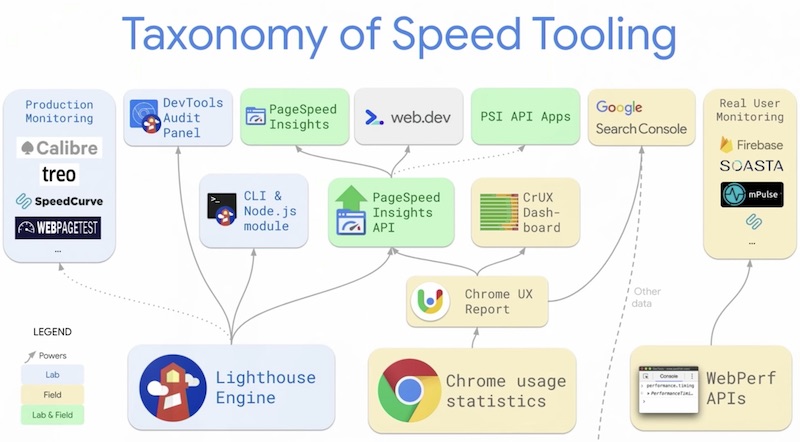 Taxonomy of Speed Tooling
Production
Monitoring
Calibre
treo
SpeedCurve
WEBPAGETEST
...
DevTools
Audit
Panel
PageSpeed
Insights
web.dev
PSI API Apps
Google
Search Console
Real User
Monitoring
Firebase
SOASTA
mPulse
...
CLI &
Node.js
module
PageSpeed
Insights
API
CrUX
Dash-
board
Chrome UX
Report
Other
data
LEGEND
Powers
Lab
Field
Lab & Field
Lighthouse
Engine
Chrome usage
statistics
Console
performance.timing
PerformanceTimi...
WebPerf
APIs